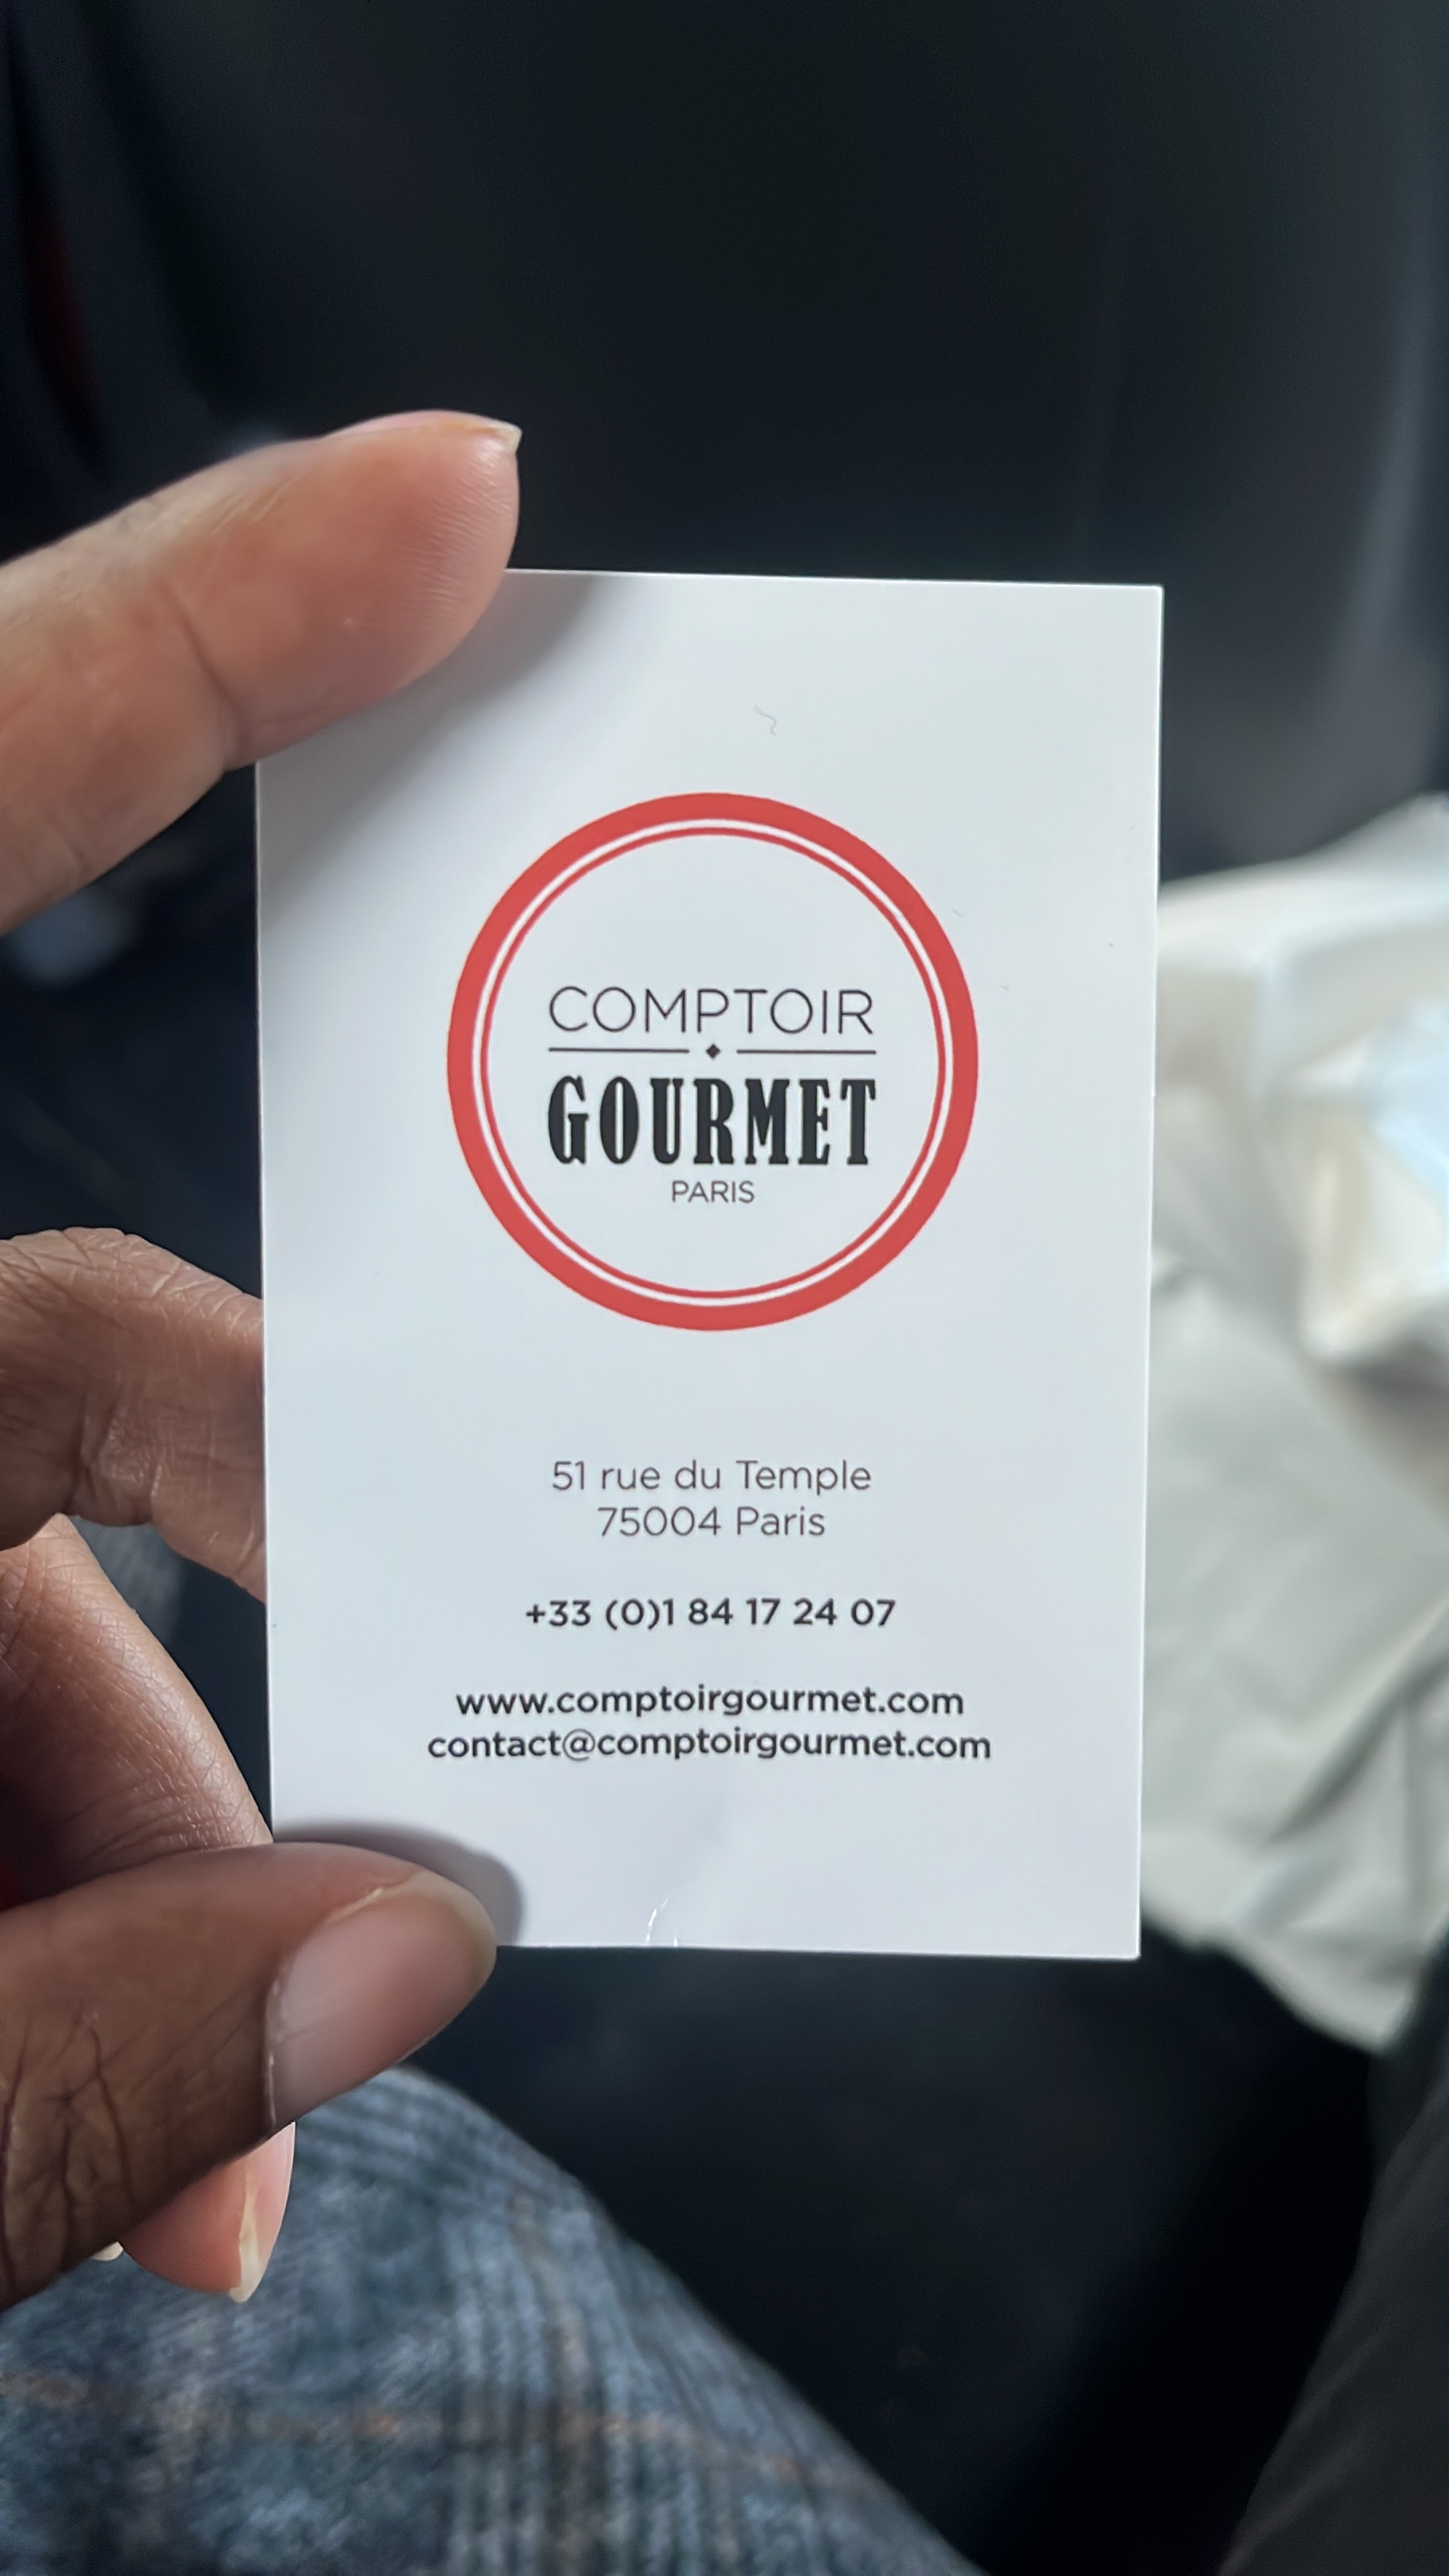 COMPTOIR
GOURMET
PARIS
51 rue du Temple
75004 Paris
+33 (0)1 84 17 24 07
www.comptoirgourmet.com
contact@comptoirgourmet.com